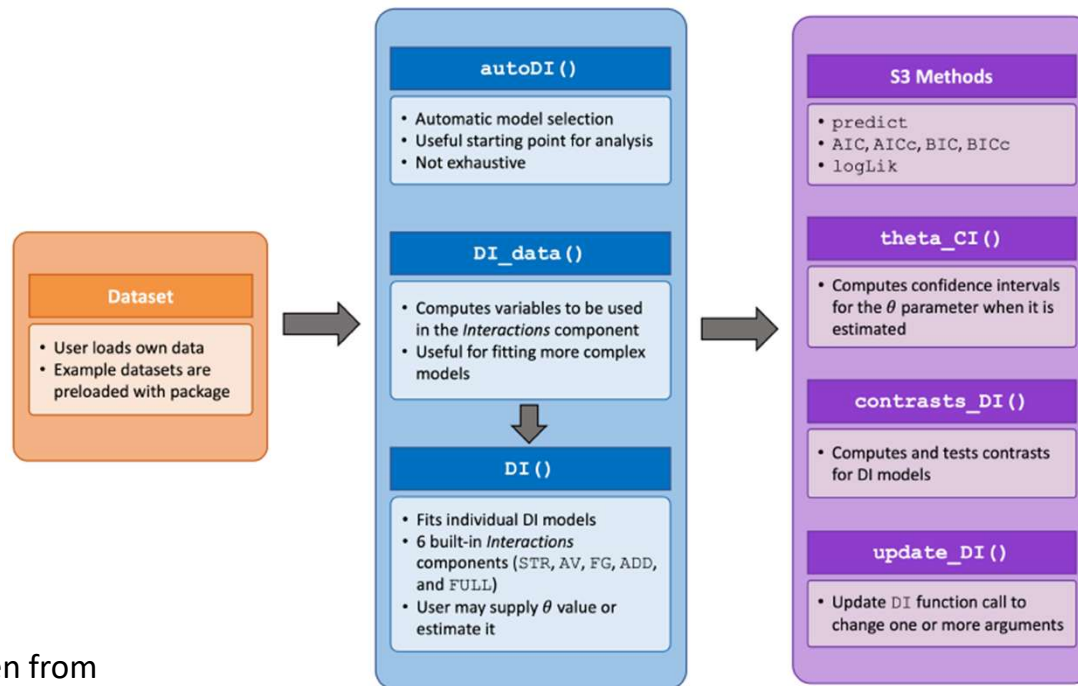 Dataset
• User loads own data
• Example datasets are
preloaded with package
autoDI()
• Automatic model selection
• Useful starting point for analysis
• Not exhaustive
DI_data()
• Computes variables to be used
in the Interactions component
• Useful for fitting more complex
models
DI()
• Fits individual DI models
• 6 built-in Interactions
components (STR, AV, FG, ADD,
and FULL)
• User may supply θ value or
estimate it
S3 Methods
• predict
• AIC, AICc, BIC, BICc
• logLik
theta_CI()
• Computes confidence intervals
for the θ parameter when it is
estimated
contrasts_DI()
• Computes and tests contrasts
for DI models
update_DI()
• Update DI function call to
change one or more arguments
en from